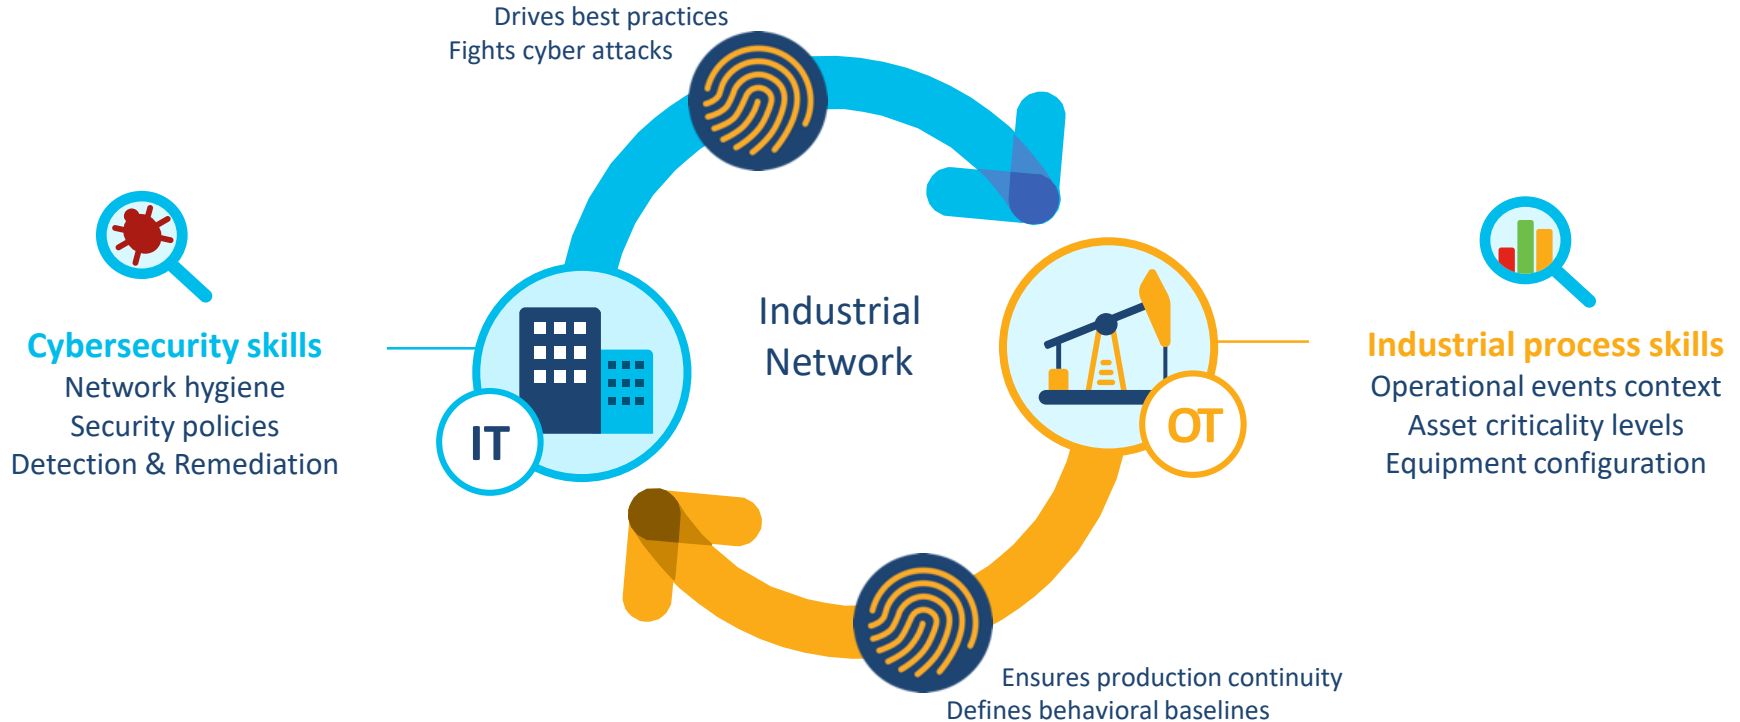 Drives best practices
Fights cyber attacks
Industrial
Network
Cybersecurity skills
Network hygiene
Security policies
Detection & Remediation
IT
OT
Industrial process skills
Operational events context
Asset criticality levels
Equipment configuration
Ensures production continuity
Defines behavioral baselines